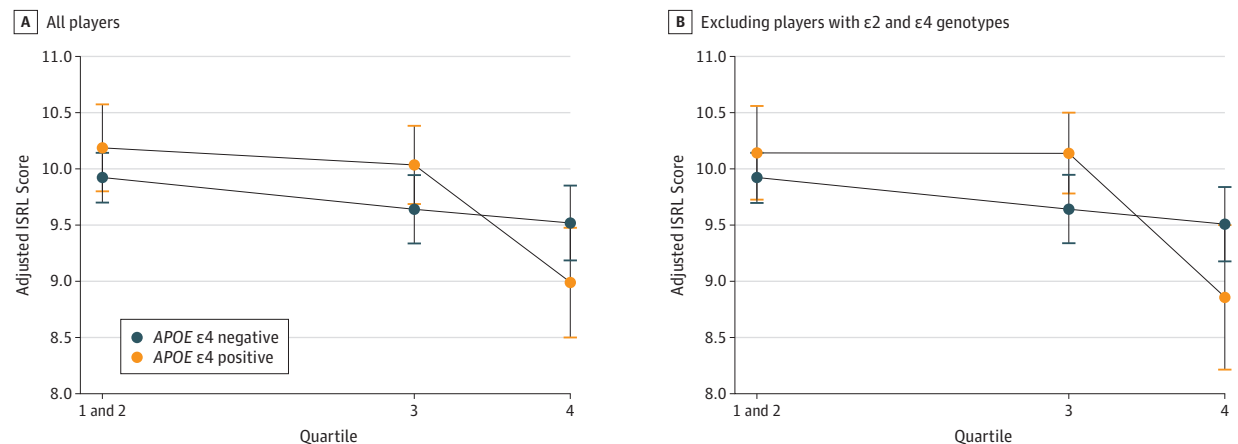 A All players
11.0
10.5
10.0
9.5
9.0
8.5
8.0
Adjusted ISRL Score
APOE ε4 negative
APOE ε4 positive
1 and 2
3
4
Quartile
B Excluding players with ε2 and ε4 genotypes
11.0
10.5
10.0
9.5
9.0
8.5
8.0
Adjusted ISRL Score
1 and 2
3
4
Quartile